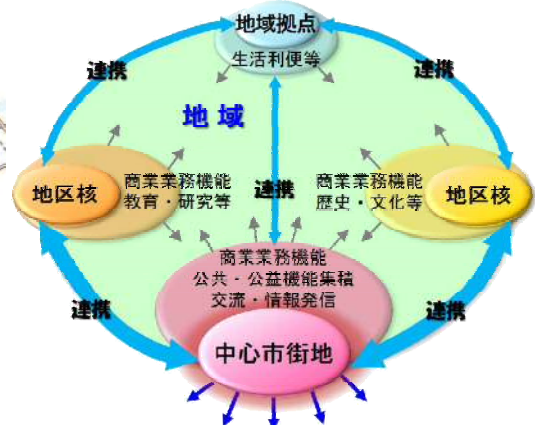 地域拠点
生活利便等
連携
連携
地域
地区核
商業業務機能
教育・研究等
連携
商業業務機能
歴史・文化等
地区核
商業業務機能
公共・公益機能集積
交流・情報発信
連携
連携
中心市街地